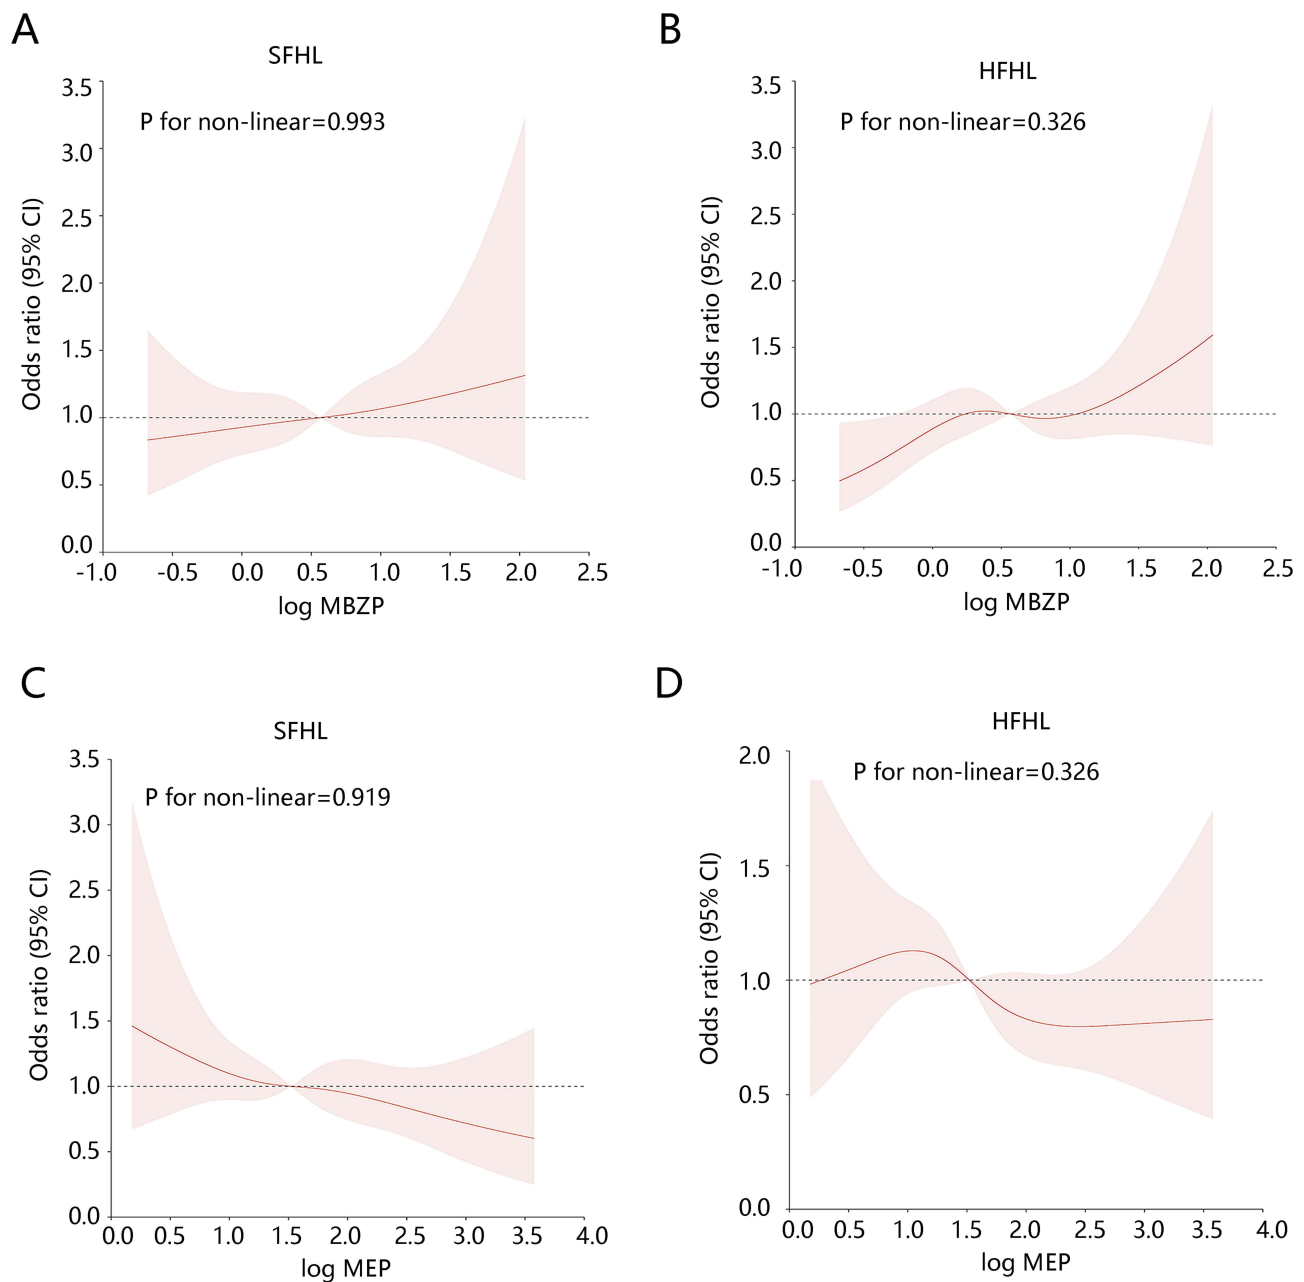 A
SFHL
P for non-linear=0.993
Odds ratio (95% CI)
3.5
3.0
2.5
2.0
1.5
1.0
0.5
0.0
-1.0 -0.5 0.0 0.5 1.0 1.5 2.0 2.5
log MBZP
B
HFHL
P for non-linear=0.326
Odds ratio (95% CI)
3.5
3.0
2.5
2.0
1.5
1.0
0.5
0.0
-1.0 -0.5 0.0 0.5 1.0 1.5 2.0 2.5
log MBZP
C
SFHL
P for non-linear=0.919
Odds ratio (95% CI)
3.5
3.0
2.5
2.0
1.5
1.0
0.5
0.0
0.0 0.5 1.0 1.5 2.0 2.5 3.0 3.5 4.0
log MEP
D
HFHL
P for non-linear=0.326
Odds ratio (95% CI)
2.0
1.5
1.0
0.5
0.0
0.0 0.5 1.0 1.5 2.0 2.5 3.0 3.5 4.0
log MEP